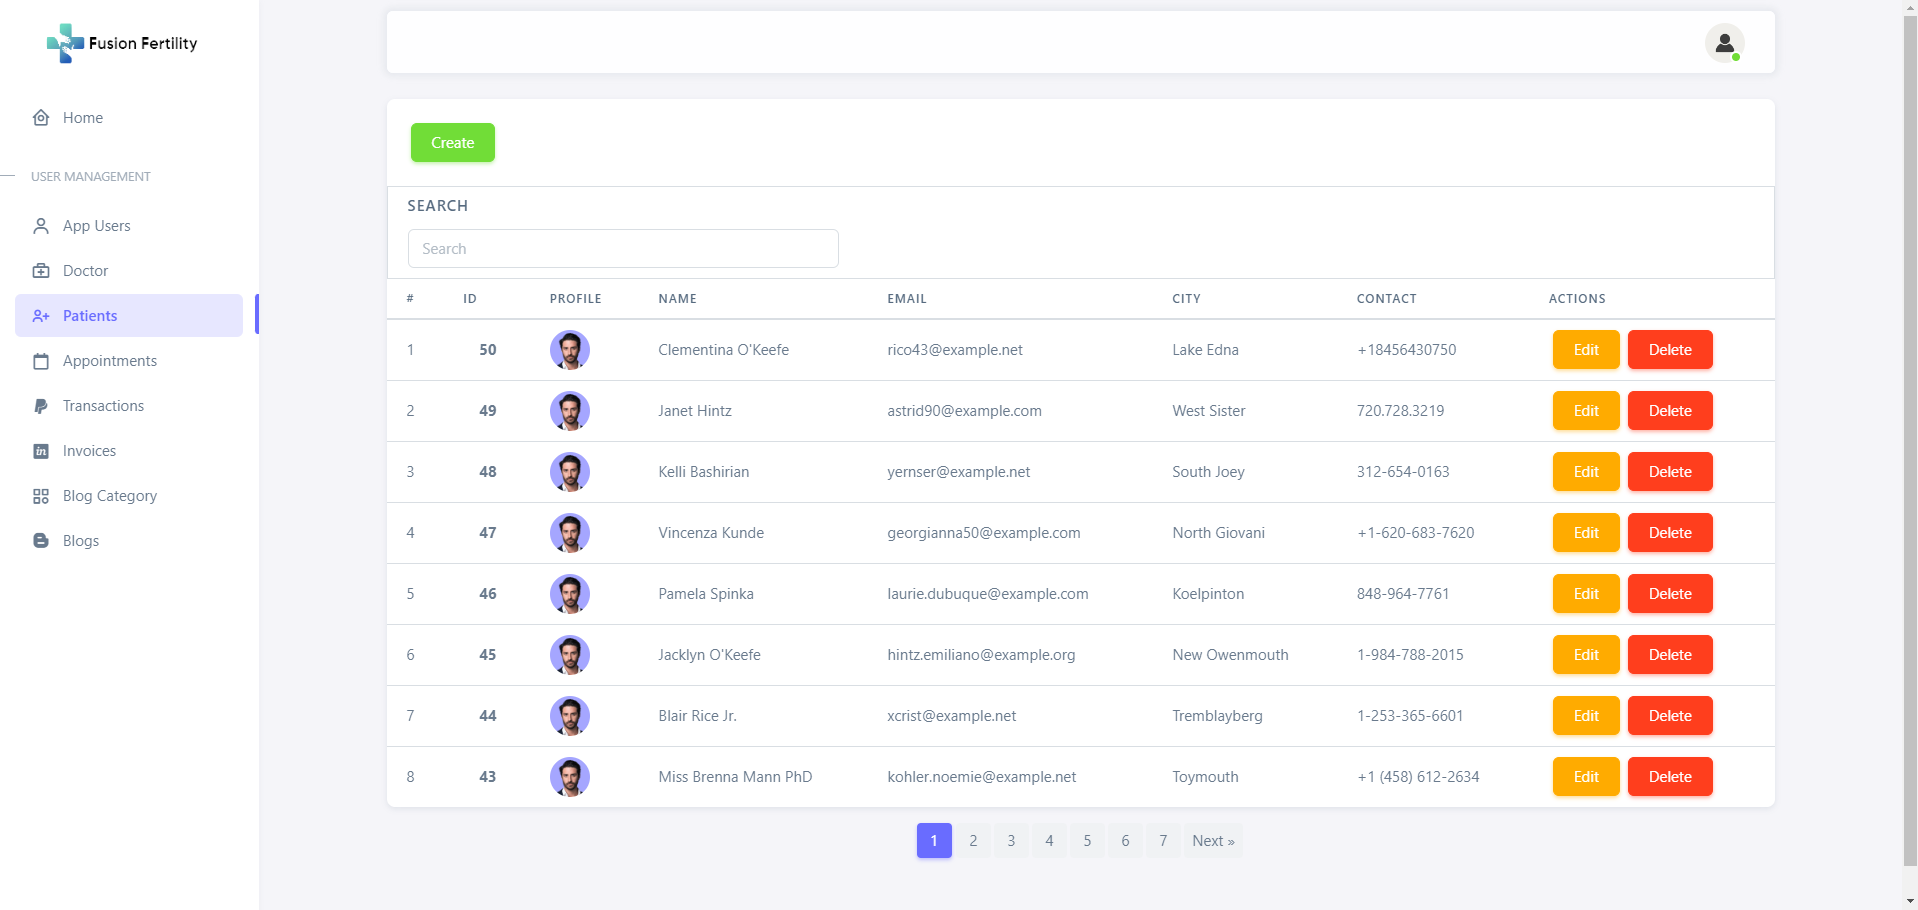 Fusion Fertility
Home
USER MANAGEMENT
App Users
Doctor
Patients
Appointments
Transactions
Invoices
Blog Category
Blogs
Create
SEARCH
Search
# ID PROFILE NAME EMAIL CITY CONTACT ACTIONS
1 50 Clementina O'Keefe rico43@example.net Lake Edna +18456430750 Edit Delete
2 49 Janet Hintz astrid90@example.com West Sister 720.728.3219 Edit Delete
3 48 Kelli Bashirian yernser@example.net South Joey 312-654-0163 Edit Delete
4 47 Vincenza Kunde georgianna50@example.com North Giovani +1-620-683-7620 Edit Delete
5 46 Pamela Spinka laurie.dubuque@example.com Koelpinton 848-964-7761 Edit Delete
6 45 Jacklyn O'Keefe hintz.emiliano@example.org New Owenmouth 1-984-788-2015 Edit Delete
7 44 Blair Rice Jr. xcrist@example.net Tremblayberg 1-253-365-6601 Edit Delete
8 43 Miss Brenna Mann PhD kohler.noemie@example.net Toymouth +1 (458) 612-2634 Edit Delete
1 2 3 4 5 6 7 Next »